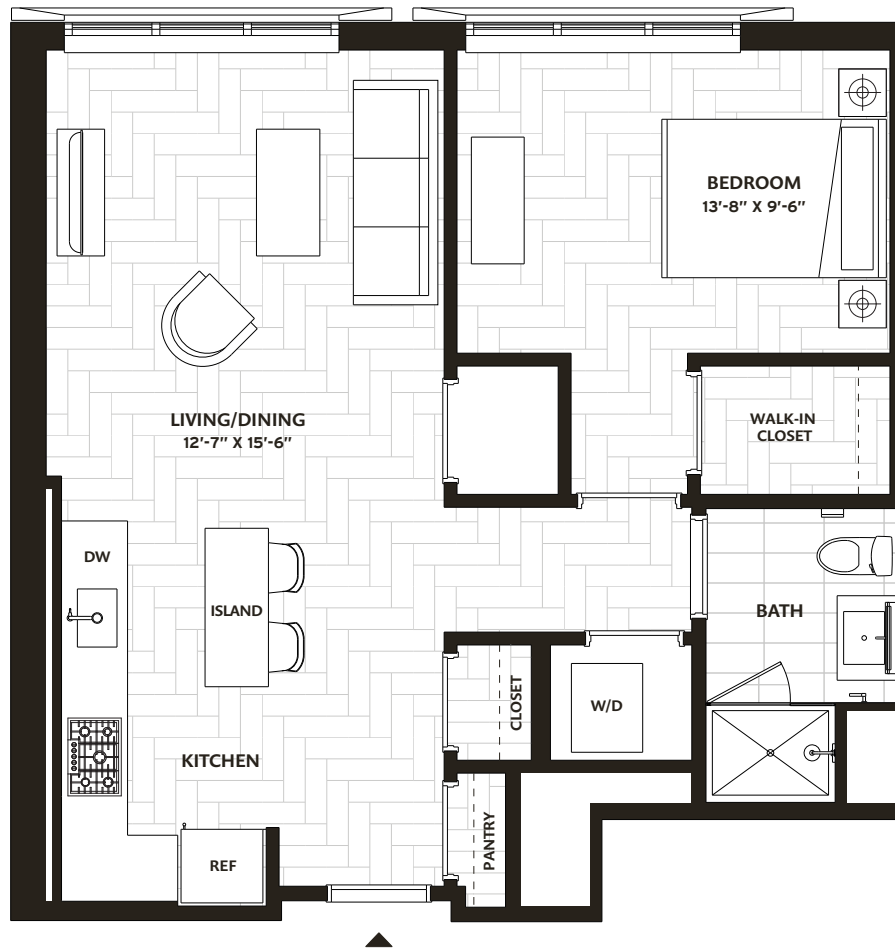 BEDROOM
13'-8" X 9'-6"
LIVING/DINING
12'-7" X 15'-6"
WALK-IN
CLOSET
DW
ISLAND
BATH
CLOSET
W/D
KITCHEN
PANTRY
REF